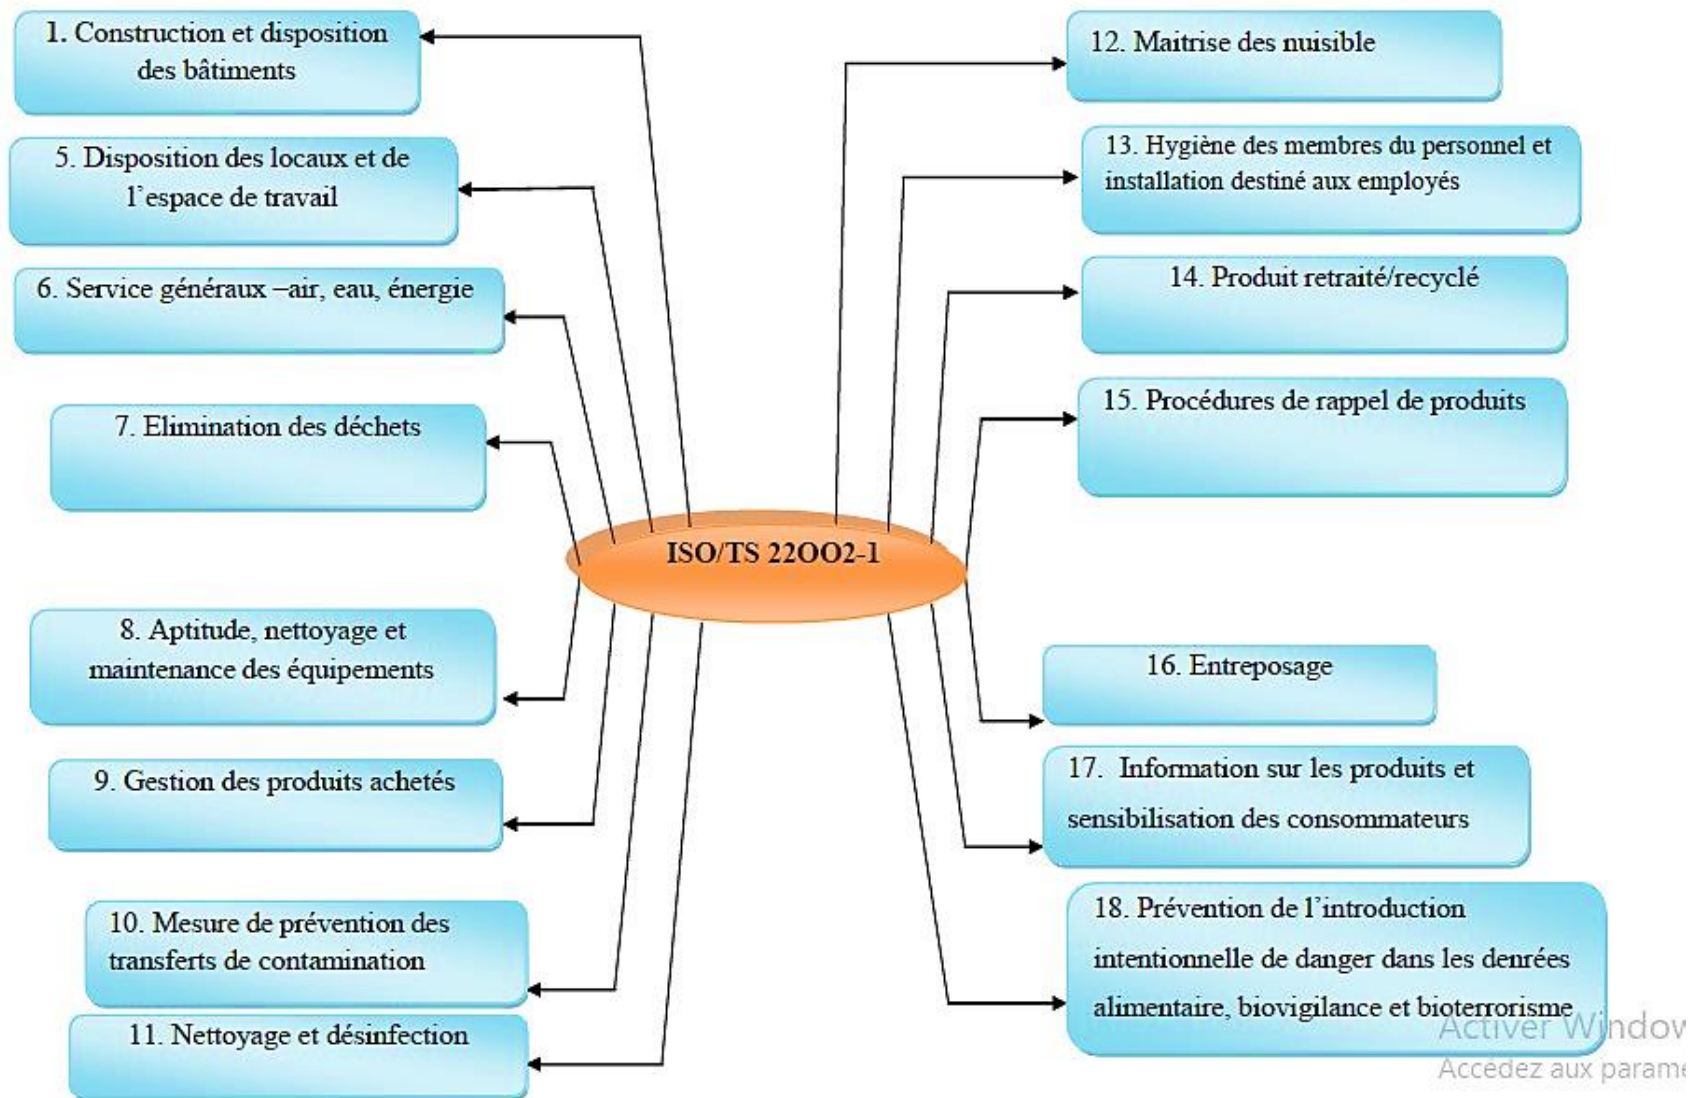 1. Construction et disposition
des bâtiments
5. Disposition des locaux et de
l'espace de travail
6. Service généraux –air, eau, énergie
7. Elimination des déchets
8. Aptitude, nettoyage et
maintenance des équipements
9. Gestion des produits achetés
10. Mesure de prévention des
transferts de contamination
11. Nettoyage et désinfection
ISO/TS 22OO2-1
12. Maitrise des nuisible
13. Hygiène des membres du personnel et
installation destiné aux employés
14. Produit retraité/recyclé
15. Procédures de rappel de produits
16. Entreposage
17. Information sur les produits et
sensibilisation des consommateurs
18. Prévention de l'introduction
intentionnelle de danger dans les denrées
alimentaire, biovigilance et bioterrorisme
Activer Window
Accédez aux paramè